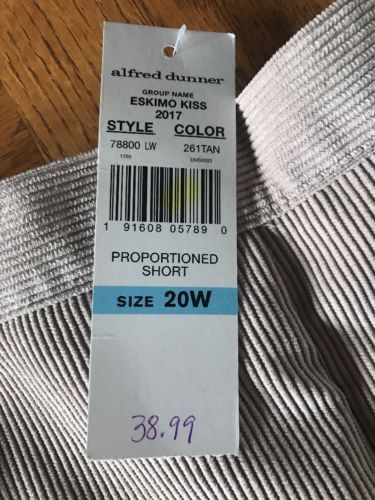 alfred dunner
GROUP NAME
ESKIMO KISS
2017
STYLE COLOR
78800 LW 261TAN
1705
1 91608 05789 0
PROPORTIONED
SHORT
SIZE 20W
38.99